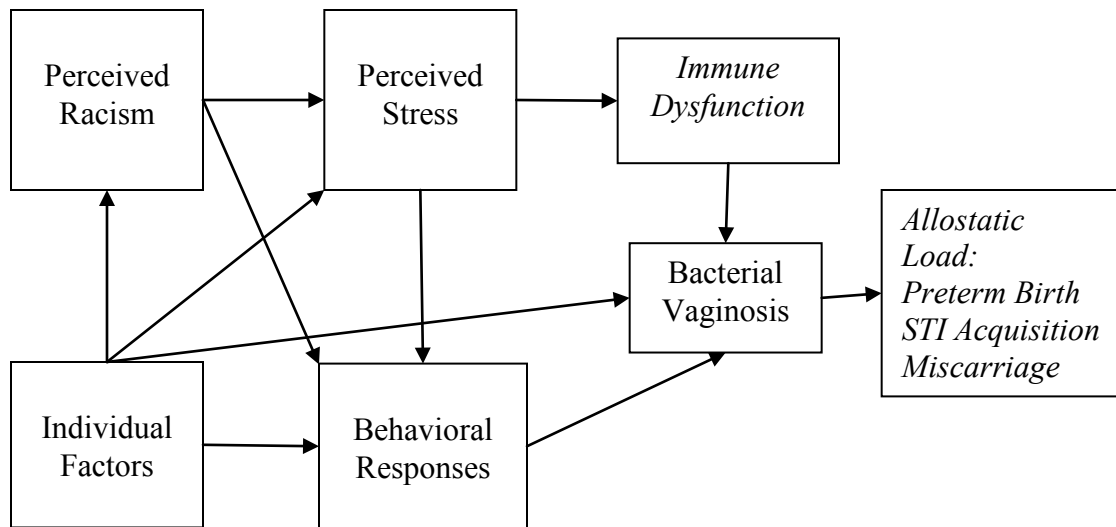 Perceived
Racism
Perceived
Stress
Immune
Dysfunction
Allostatic
Load:
Preterm Birth
STI Acquisition
Miscarriage
Bacterial
Vaginosis
Individual
Factors
Behavioral
Responses